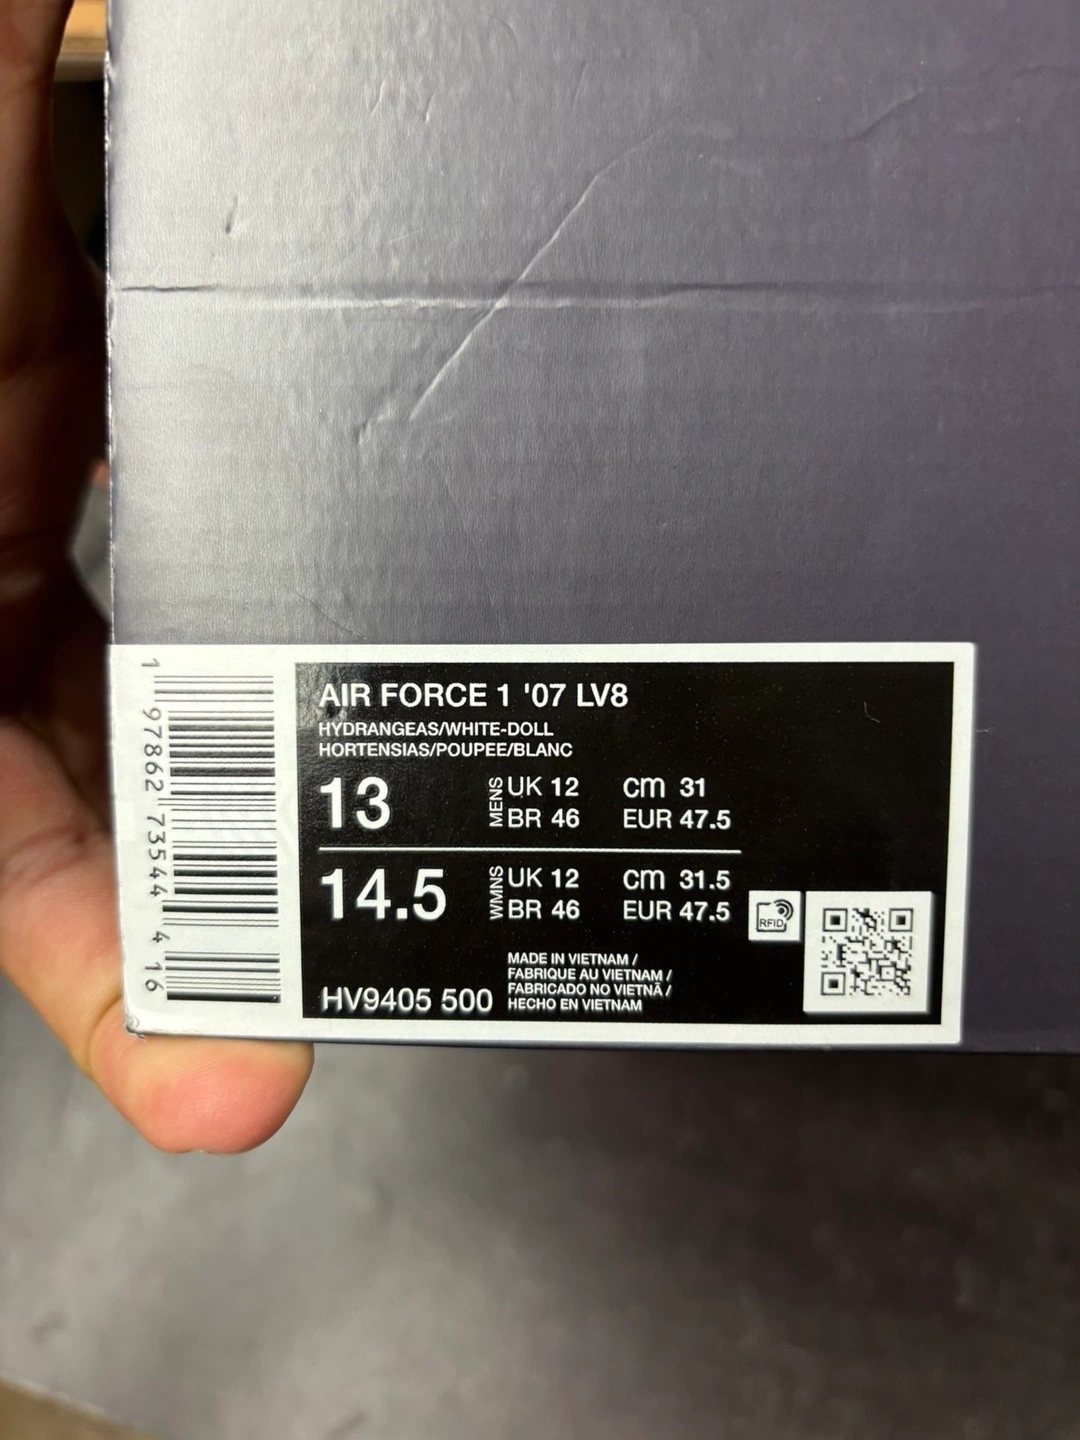 AIR FORCE 1 '07 LV8
HYDRANGEAS/WHITE-DOLL
HORTENSIAS/POUPEE/BLANC
13 MENS UK 12 cm 31
BR 46 EUR 47.5
14.5 WMNS UK 12 cm 31.5
BR 46 EUR 47.5
RFID
MADE IN VIETNAM /
FABRIQUE AU VIETNAM /
FABRICADO NO VIETNÃ /
HECHO EN VIETNAM
HV9405 500
1 97862 73544 4 16